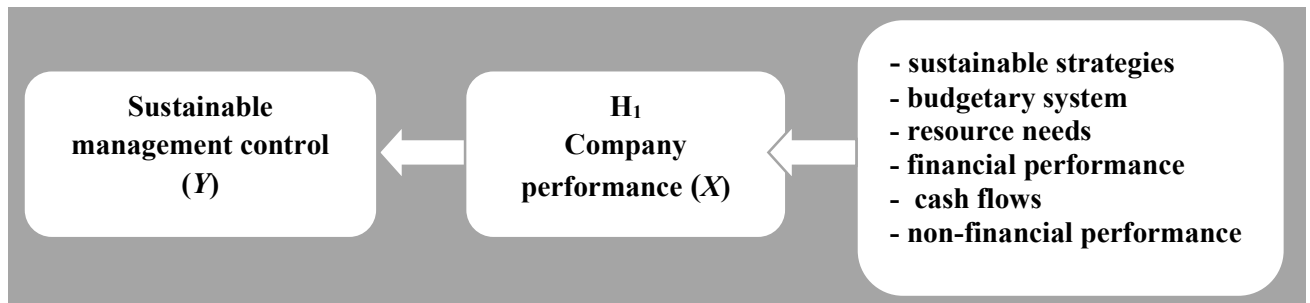 Sustainable
management control
(Y)
H₁
Company
performance (X)
- sustainable strategies
- budgetary system
- resource needs
- financial performance
- cash flows
- non-financial performance